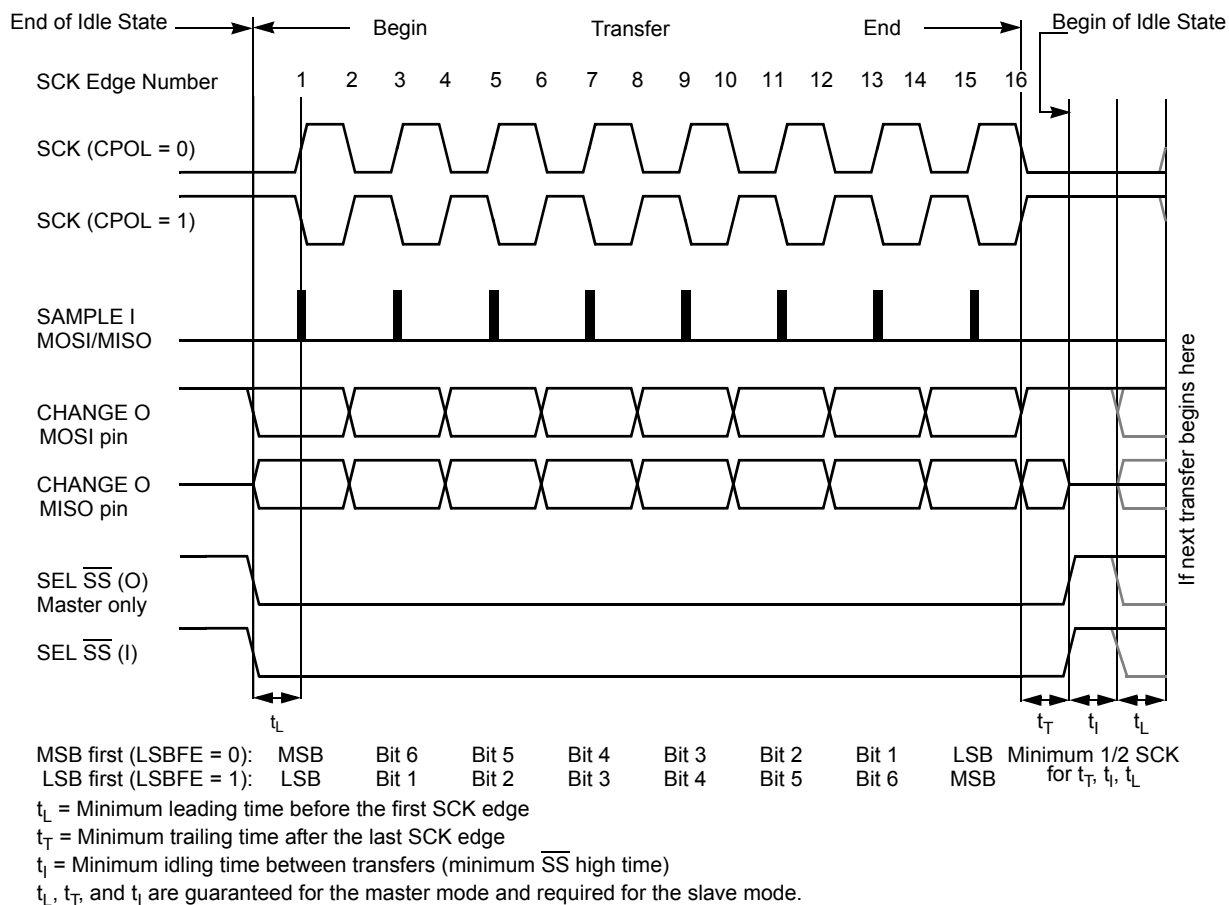 End of Idle State Begin Transfer End Begin of Idle State
SCK Edge Number 1 2 3 4 5 6 7 8 9 10 11 12 13 14 15 16
SCK (CPOL = 0)
SCK (CPOL = 1)
SAMPLE I
MOSI/MISO
CHANGE O
MOSI pin
CHANGE O
MISO pin
SEL S̅S̅ (O)
Master only
SEL S̅S̅ (I)
If next transfer begins here
tL tT tI tL
MSB first (LSBFE = 0): MSB Bit 6 Bit 5 Bit 4 Bit 3 Bit 2 Bit 1 LSB Minimum 1/2 SCK
LSB first (LSBFE = 1): LSB Bit 1 Bit 2 Bit 3 Bit 4 Bit 5 Bit 6 MSB for tT, tl, tL
tL = Minimum leading time before the first SCK edge
tT = Minimum trailing time after the last SCK edge
tI = Minimum idling time between transfers (minimum S̅S̅ high time)
tL, tT, and tI are guaranteed for the master mode and required for the slave mode.